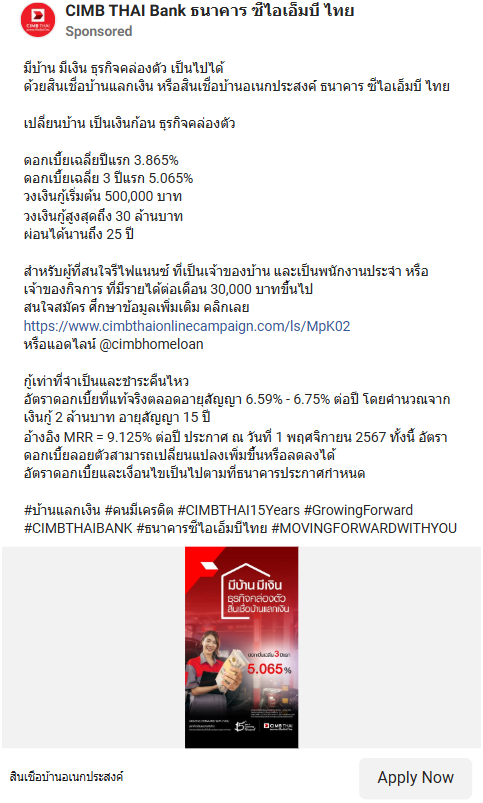 CIMB THAI Bank ธนาคาร ซีไอเอ็มบี ไทย
Sponsored
มีบ้าน มีเงิน ธุรกิจคล่องตัว เป็นไปได้
ด้วยสินเชื่อบ้านแลกเงิน หรือสินเชื่อบ้านอเนกประสงค์ ธนาคาร ซีไอเอ็มบี ไทย
เปลี่ยนบ้าน เป็นเงินก้อน ธุรกิจคล่องตัว
ดอกเบี้ยเฉลี่ยปีแรก 3.865%
ดอกเบี้ยเฉลี่ย 3 ปีแรก 5.065%
วงเงินกู้เริ่มต้น 500,000 บาท
วงเงินกู้สูงสุดถึง 30 ล้านบาท
ผ่อนได้นานถึง 25 ปี
สำหรับผู้ที่สนใจรีไฟแนนซ์ ที่เป็นเจ้าของบ้าน และเป็นพนักงานประจำ หรือ
เจ้าของกิจการ ที่มีรายได้ต่อเดือน 30,000 บาทขึ้นไป
สนใจสมัคร ศึกษาข้อมูลเพิ่มเติม คลิกเลย
https://www.cimbthaionlinecampaign.com/ls/MpK02
หรือแอดไลน์ @cimbhomeloan
กู้เท่าที่จำเป็นและชำระคืนไหว
อัตราดอกเบี้ยที่แท้จริงตลอดอายุสัญญา 6.59% - 6.75% ต่อปี โดยคำนวณจาก
เงินกู้ 2 ล้านบาท อายุสัญญา 15 ปี
อ้างอิง MRR = 9.125% ต่อปี ประกาศ ณ วันที่ 1 พฤศจิกายน 2567 ทั้งนี้ อัตรา
ดอกเบี้ยลอยตัวสามารถเปลี่ยนแปลงเพิ่มขึ้นหรือลดลงได้
อัตราดอกเบี้ยและเงื่อนไขเป็นไปตามที่ธนาคารประกาศกำหนด
#บ้านแลกเงิน #คนมีเครดิต #CIMBTHAI15Years #GrowingForward
#CIMBTHAIBANK #ธนาคารซีไอเอ็มบีไทย #MOVINGFORWARDWITHYOU
มีบ้าน มีเงิน
ธุรกิจคล่องตัว
สินเชื่อบ้านแลกเงิน
ดอกเบี้ยเฉลี่ย 3 ปีแรก
5.065%
CIMB THAI
สินเชื่อบ้านอเนกประสงค์
Apply Now